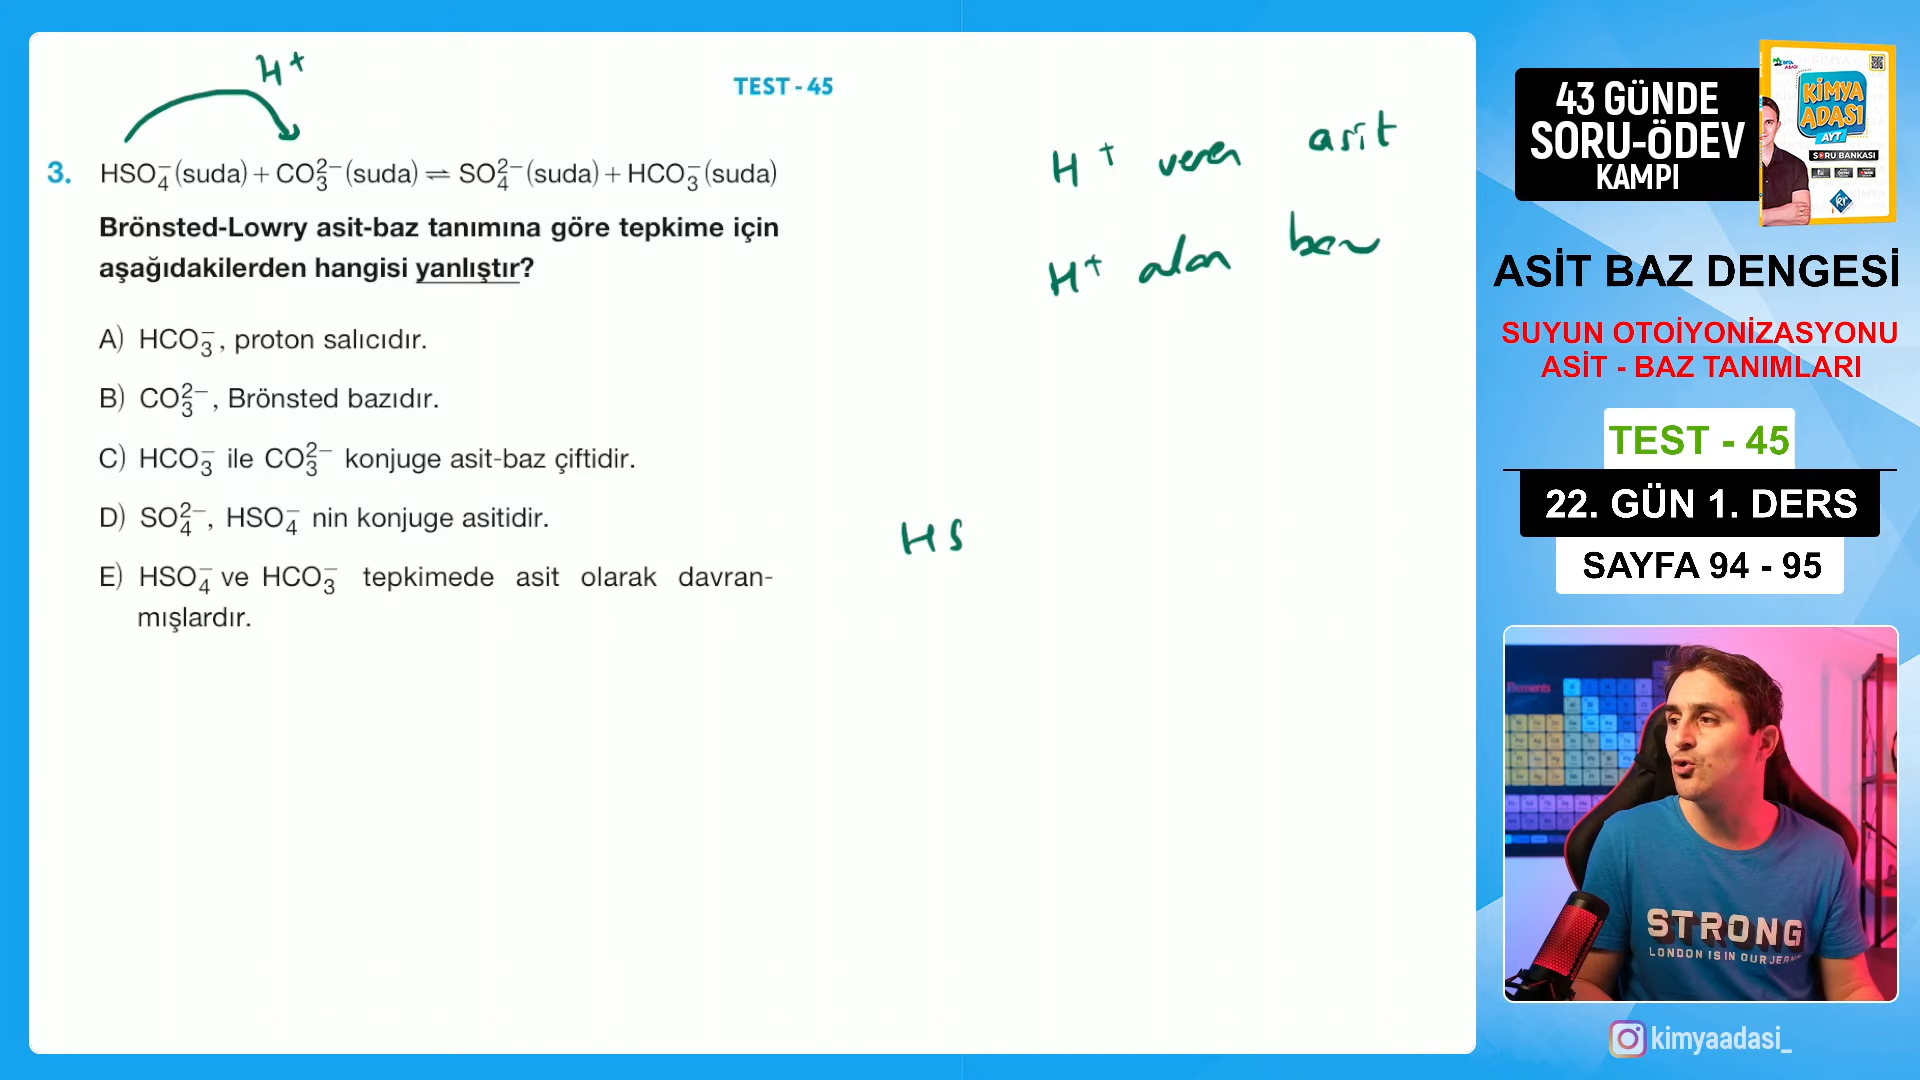 H⁺
TEST - 45
3. HSO₄⁻(suda) + CO₃²⁻(suda) ⇌ SO₄²⁻(suda) + HCO₃⁻(suda)
Brönsted-Lowry asit-baz tanımına göre tepkime için
aşağıdakilerden hangisi yanlıştır?
A) HCO₃⁻, proton salıcıdır.
B) CO₃²⁻, Brönsted bazıdır.
C) HCO₃⁻ ile CO₃²⁻ konjuge asit-baz çiftidir.
D) SO₄²⁻, HSO₄⁻ nin konjuge asitidir.
E) HSO₄⁻ ve HCO₃⁻ tepkimede asit olarak davran-
mışlardır.
H⁺ veren asit
H⁺ alan baz
HS
43 GÜNDE
SORU-ÖDEV
KAMPI
KİMYA
ADASI
AYT
SORU BANKASI
kr
ASİT BAZ DENGESİ
SUYUN OTOİYONİZASYONU
ASİT - BAZ TANIMLARI
TEST - 45
22. GÜN 1. DERS
SAYFA 94 - 95
Elements
STRONG
LONDON IS IN OUR JEANS
kimyaadasi_